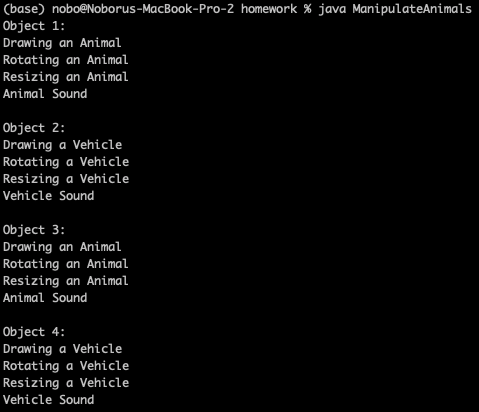 (base) nobo@Noborus-MacBook-Pro-2 homework % java ManipulateAnimals
Object 1:
Drawing an Animal
Rotating an Animal
Resizing an Animal
Animal Sound

Object 2:
Drawing a Vehicle
Rotating a Vehicle
Resizing a Vehicle
Vehicle Sound

Object 3:
Drawing an Animal
Rotating an Animal
Resizing an Animal
Animal Sound

Object 4:
Drawing a Vehicle
Rotating a Vehicle
Resizing a Vehicle
Vehicle Sound